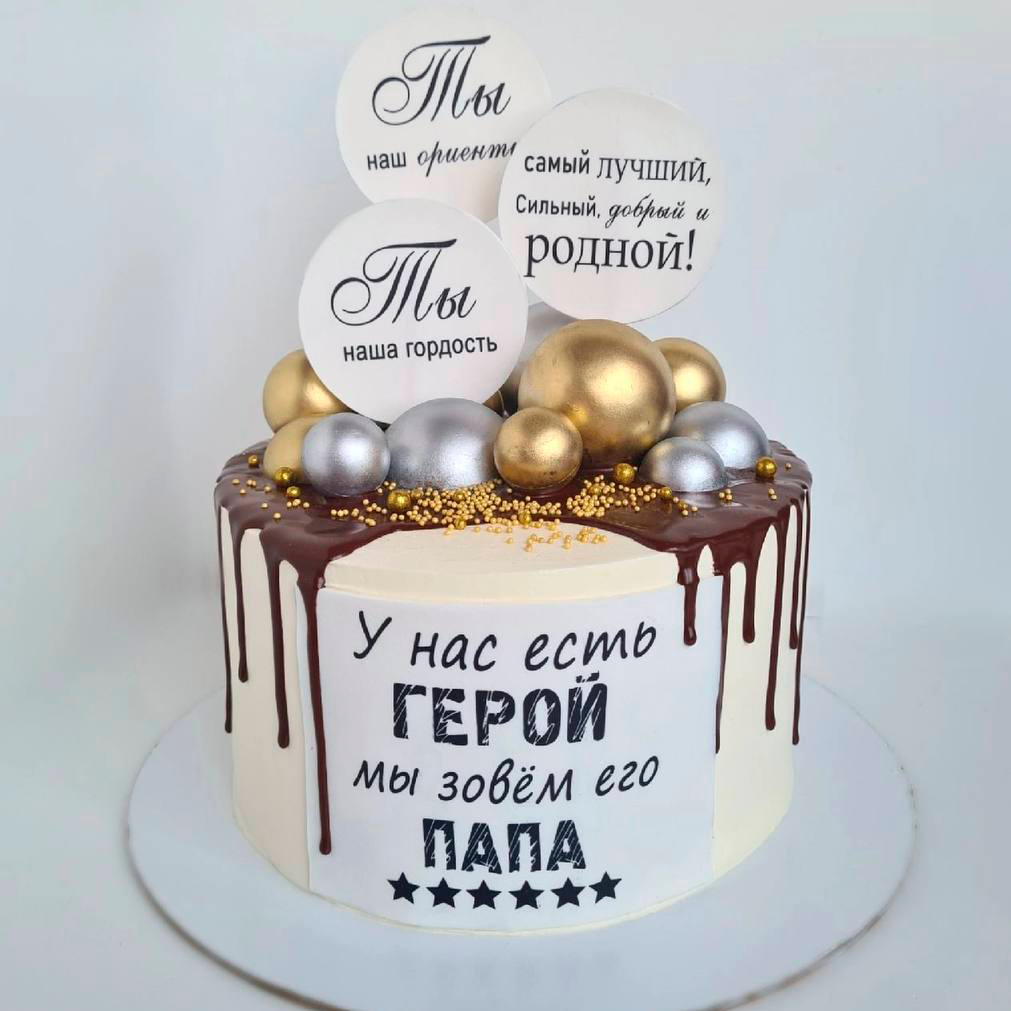 Ты
наш
самый лучший,
Сильный, добрый и
родной!
Ты
наша гордость
У нас есть
ГЕРОЙ
мы зовём его
ПАПА